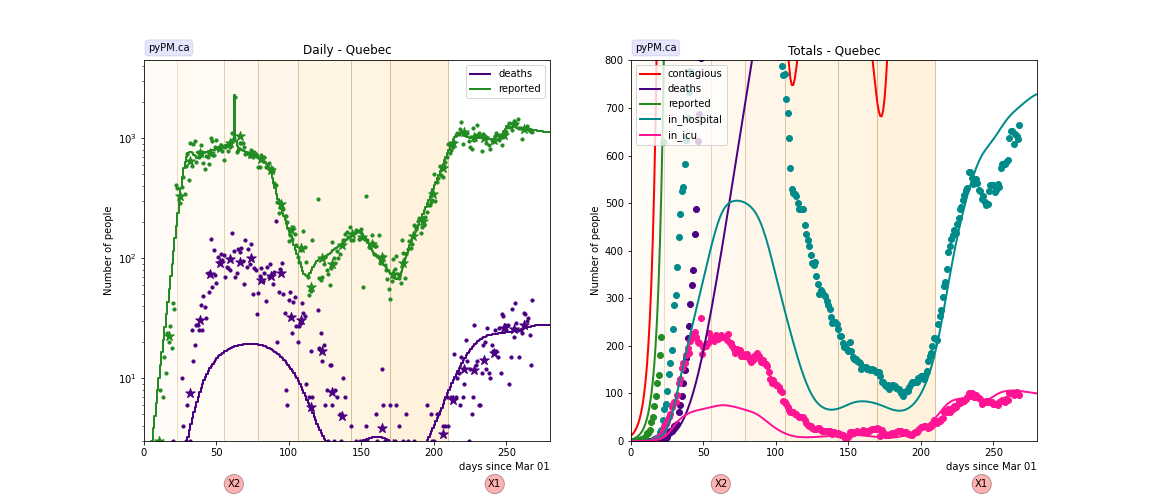 pyPM.ca
Daily - Quebec
deaths
reported
10³
10²
10¹
Number of people
0
50
100
150
200
250
days since Mar 01
X2
X1
pyPM.ca
Totals - Quebec
contagious
deaths
reported
in_hospital
in_icu
800
700
600
500
400
300
200
100
0
Number of people
0
50
100
150
200
250
days since Mar 01
X2
X1